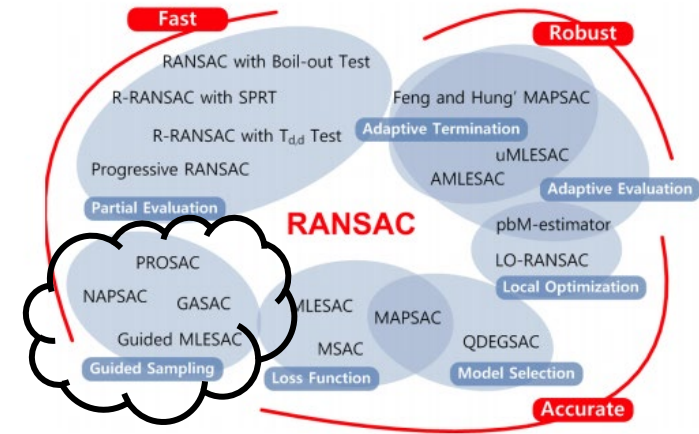 Fast
Robust
RANSAC with Boil-out Test
R-RANSAC with SPRT
Feng and Hung' MAPSAC
Adaptive Termination
R-RANSAC with Td,d Test
uMLESAC
Progressive RANSAC
AMLESAC
Adaptive Evaluation
Partial Evaluation
RANSAC
pbM-estimator
PROSAC
LO-RANSAC
Local Optimization
NAPSAC
GASAC
MLESAC
MAPSAC
Guided MLESAC
MSAC
QDEGSAC
Guided Sampling
Loss Function
Model Selection
Accurate